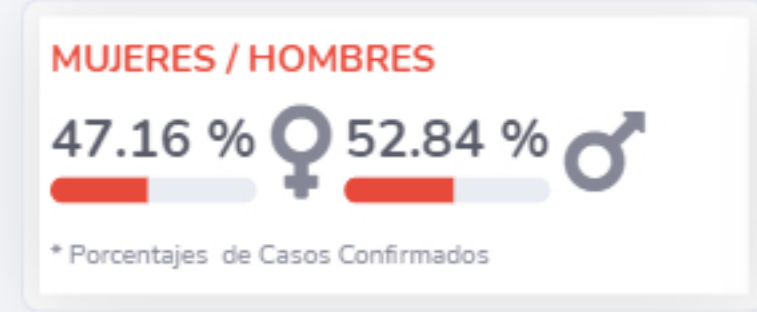 MUJERES / HOMBRES
47.16 % 52.84 %
* Porcentajes de Casos Confirmados